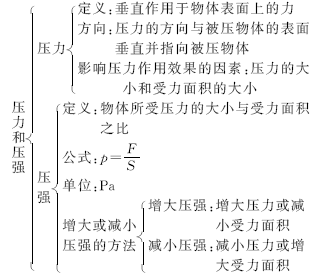 压力和压强
压力
定义:垂直作用于物体表面上的力
方向:压力的方向与被压物体的表面
垂直并指向被压物体
影响压力作用效果的因素:压力的大
小和受力面积的大小
压强
定义:物体所受压力的大小与受力面积
之比
公式:p=F/S
单位:Pa
增大或减小
压强的方法
增大压强:增大压力或减
小受力面积
减小压强:减小压力或增
大受力面积